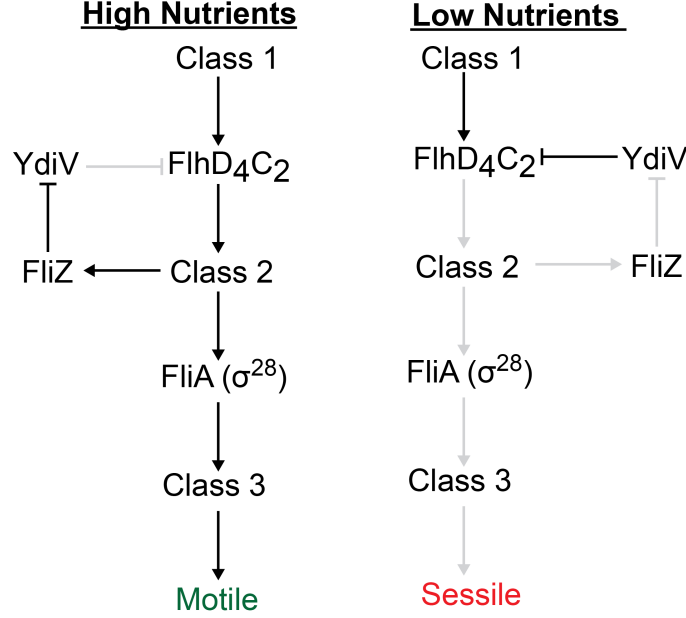 High Nutrients
Class 1
YdiV
FlhD4C2
FliZ
Class 2
FliA (σ28)
Class 3
Motile
Low Nutrients
Class 1
FlhD4C2
YdiV
Class 2
FliZ
FliA (σ28)
Class 3
Sessile